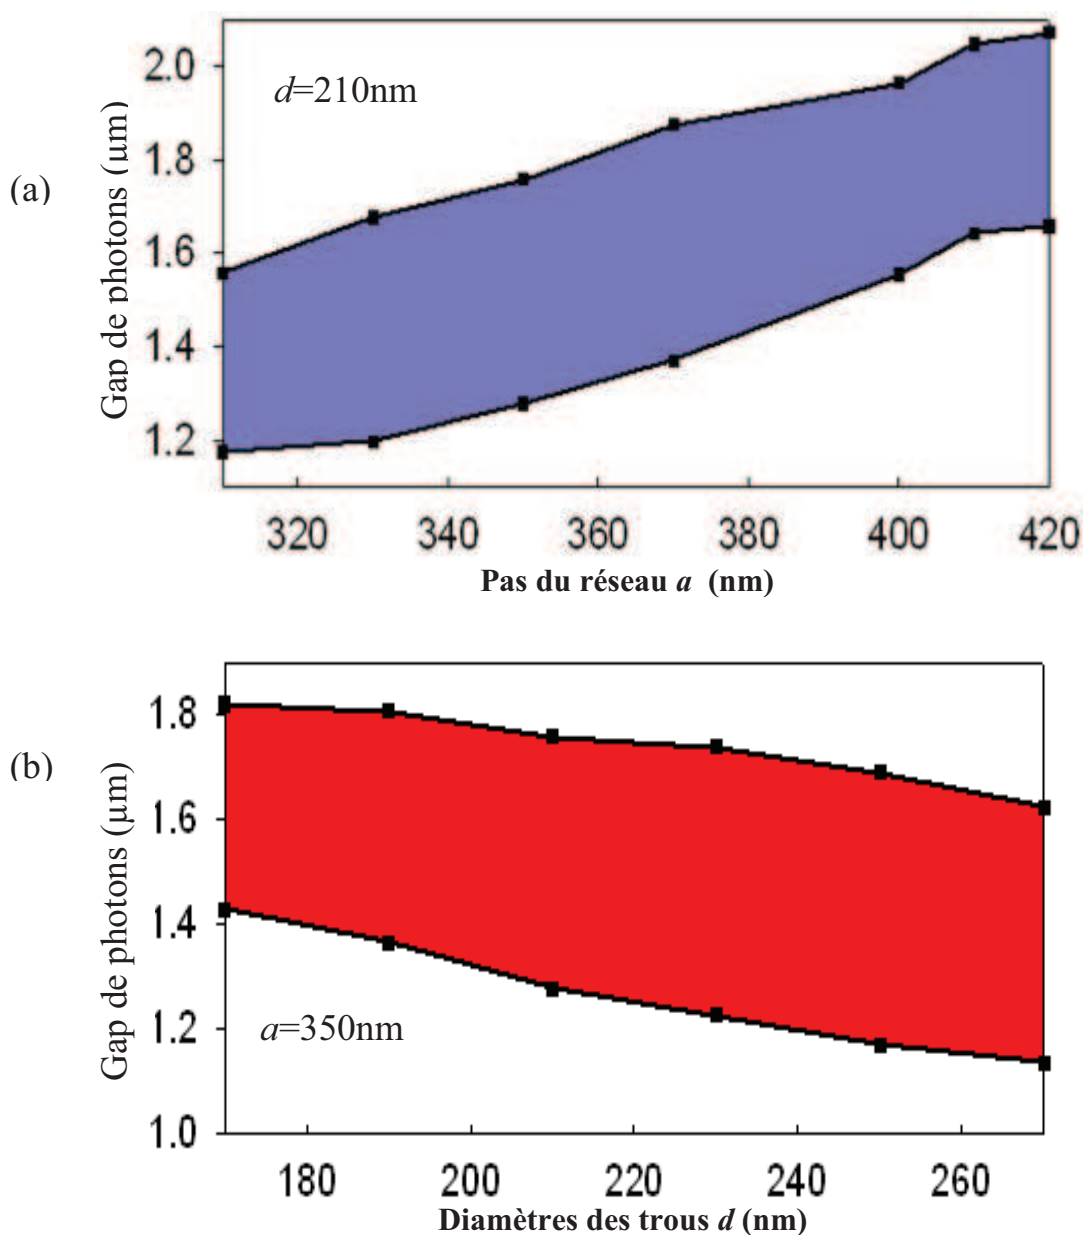 d=210nm
(a)
Gap de photons (µm)
2.0
1.8
1.6
1.4
1.2
320 340 360 380 400 420
Pas du réseau a (nm)
(b)
Gap de photons (µm)
1.8
1.6
1.4
1.2
1.0
a=350nm
180 200 220 240 260
Diamètres des trous d (nm)